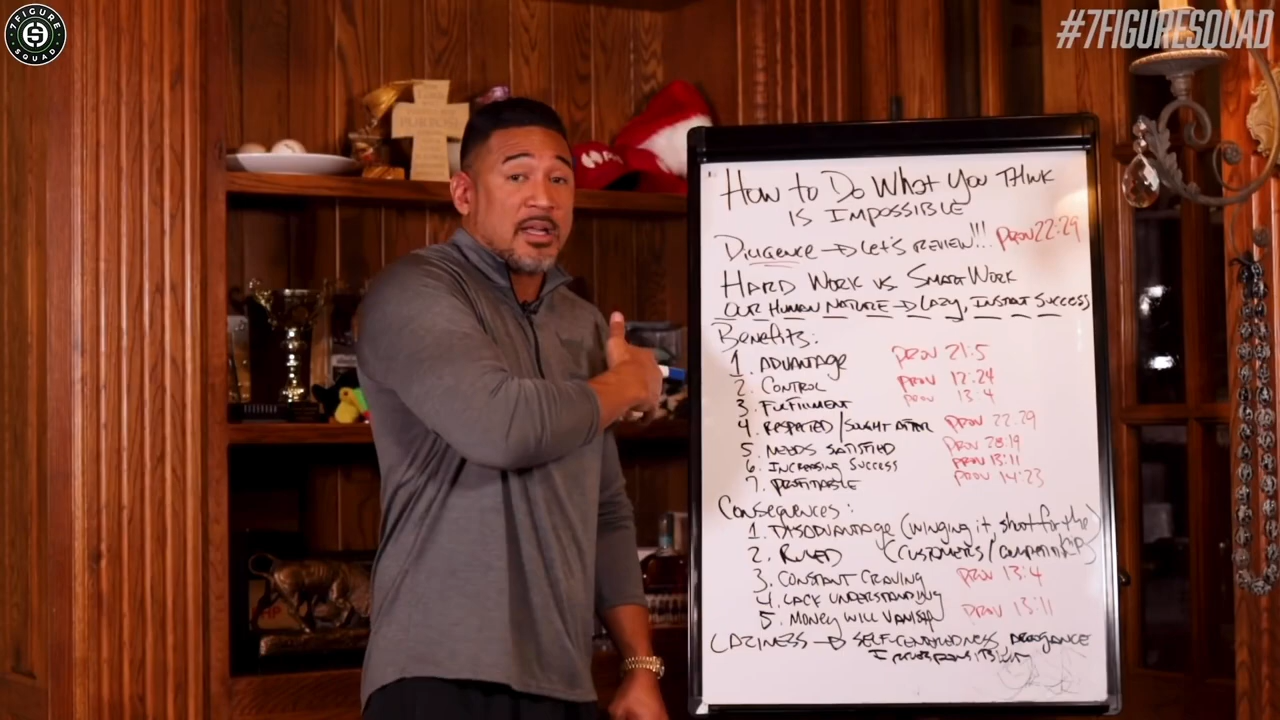 7FIGURE
SQUAD
#7FIGURESQUAD
HOW TO DO WHAT YOU THINK
IS IMPOSSIBLE
DILIGENCE → LET'S REVIEW!!! PROV 22:29
HARD WORK VS SMART WORK
OUR HUMAN NATURE → LAZY, INSTANT SUCCESS
BENEFITS:
1. ADVANTAGE PROV 21:5
2. CONTROL PROV 12:24
3. FULFILLMENT PROV 13:4
4. RESPECTED/SOUGHT AFTER PROV 22:29
5. NEEDS SATISFIED PROV 28:19
6. INCREASING SUCCESS PROV 13:11
7. PROFITABLE PROV 14:23
CONSEQUENCES:
1. DISADVANTAGE (WINGING IT, SHOOT FOR THE
2. RULED (CUSTOMERS/
3. CONSTANT CRAVING PROV 13:4
4. LACK UNDERSTANDING
5. MONEY WILL VANISH PROV 13:11
LAZINESS → SELF-CENTEREDNESS, ARROGANCE